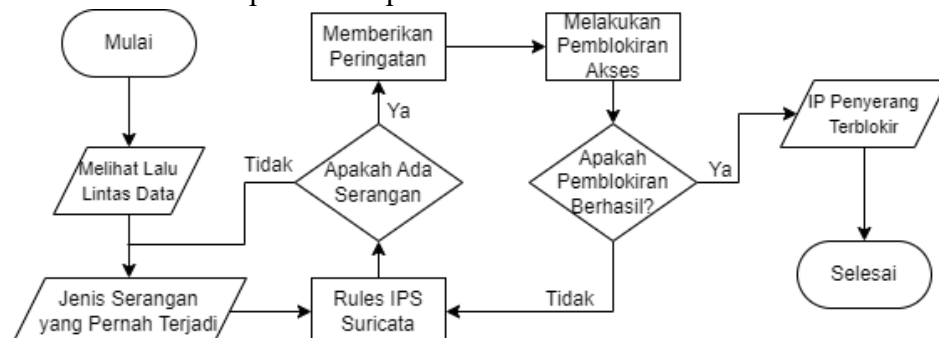 Mulai
Melihat Lalu
Lintas Data
Jenis Serangan
yang Pernah Terjadi
Rules IPS
Suricata
Apakah Ada
Serangan
Tidak
Ya
Memberikan
Peringatan
Melakukan
Pemblokiran
Akses
Apakah
Pemblokiran
Berhasil?
Tidak
Ya
IP Penyerang
Terblokir
Selesai